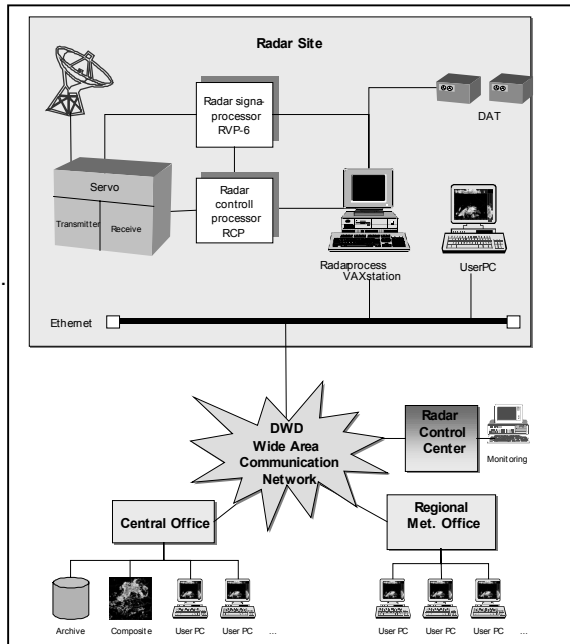 Radar Site
Radar signa-
processor
RVP-6
DAT
Servo
Transmitter
Receive
Radar
controll
processor
RCP
Radarprocess
VAXstation
UserPC
Ethernet
DWD
Wide Area
Communication
Network
Radar
Control
Center
Monitoring
Central Office
Regional
Met. Office
Archive
Composite
User PC
User PC
...
User PC
User PC
User PC
...